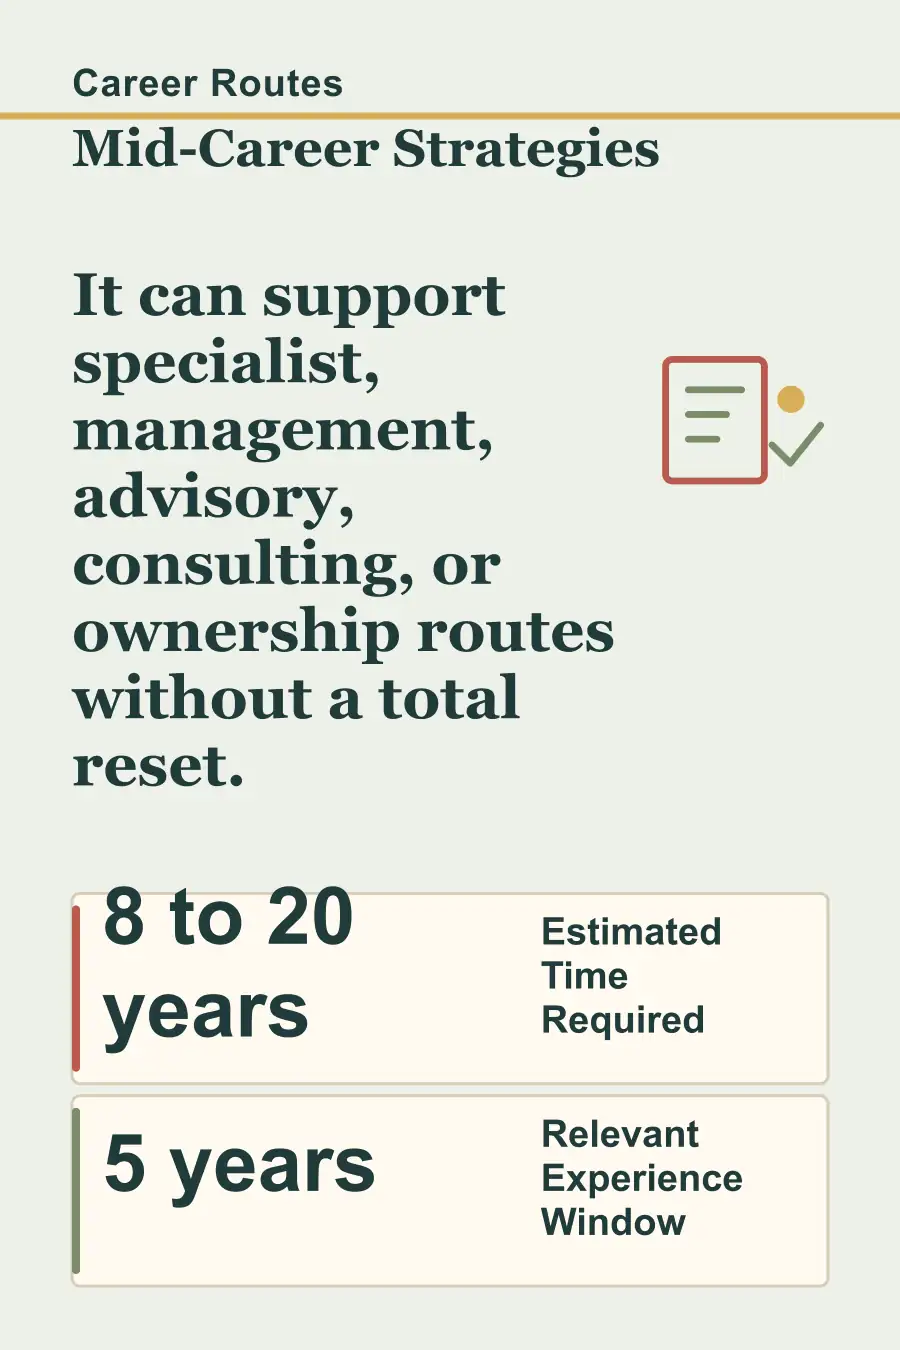 Career Routes
Mid-Career Strategies
It can support
specialist,
management,
advisory,
consulting, or
ownership routes
without a total
reset.
8 to 20
years
Estimated
Time
Required
5 years
Relevant
Experience
Window